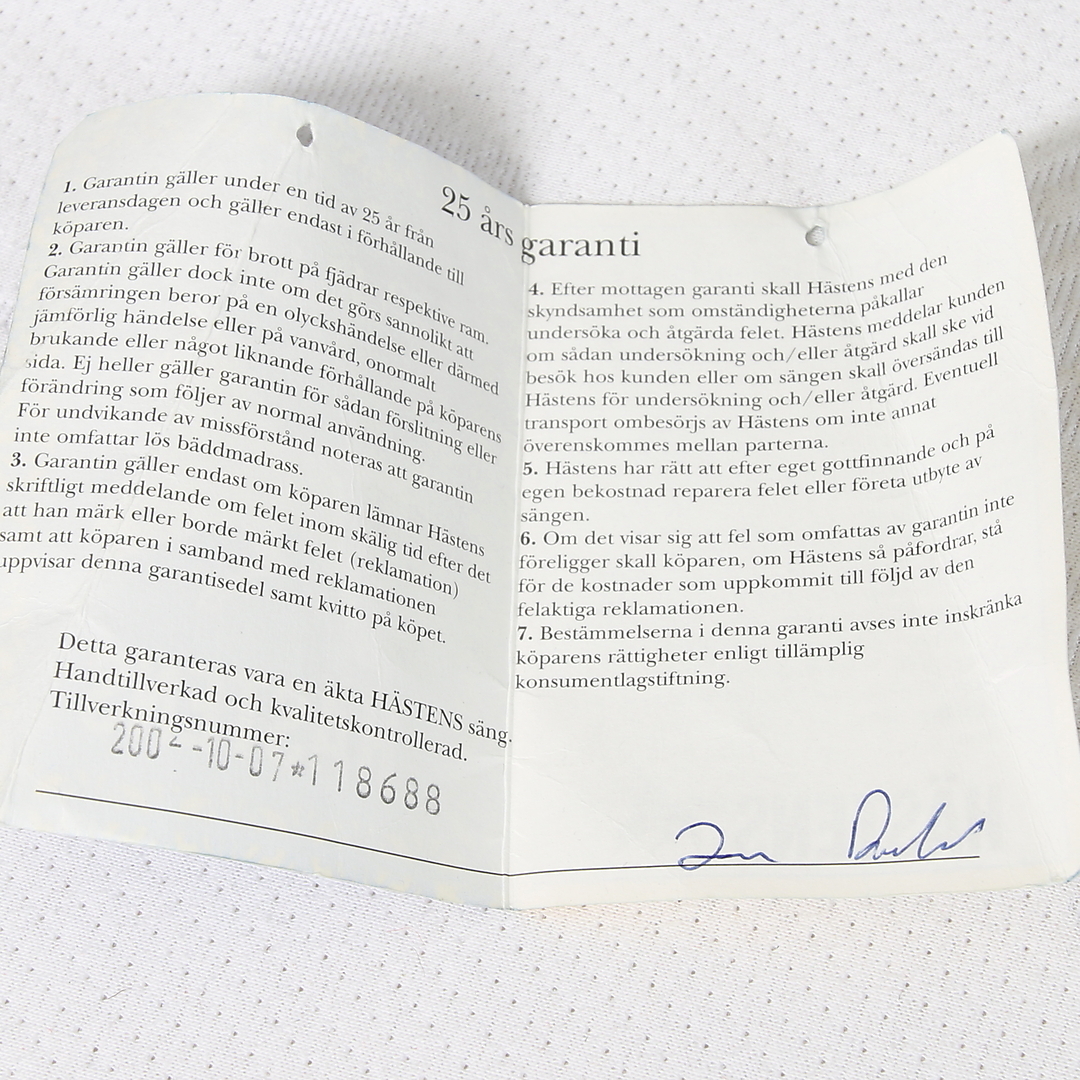 25 års garanti
1. Garantin gäller under en tid av 25 år från
leveransdagen och gäller endast i förhållande till
köparen.
2. Garantin gäller för brott på fjädrar respektive ram.
Garantin gäller dock inte om det görs sannolikt att
försämringen beror på en olyckshändelse eller därmed
jämförlig händelse eller på vanvård, onormalt
brukande eller något liknande förhållande på köparens
sida. Ej heller gäller garantin för sådan förslitning eller
förändring som följer av normal användning.
För undvikande av missförstånd noteras att garantin
inte omfattar lös bäddmadrass.
3. Garantin gäller endast om köparen lämnar Hästens
skriftligt meddelande om felet inom skälig tid efter det
att han märk eller borde märkt felet (reklamation)
samt att köparen i samband med reklamationen
uppvisar denna garantisedel samt kvitto på köpet.
Detta garanteras vara en äkta HÄSTENS säng.
Handtillverkad och kvalitetskontrollerad.
Tillverkningsnummer:
2002-10-07*118688
4. Efter mottagen garanti skall Hästens med den
skyndsamhet som omständigheterna påkallar
undersöka och åtgärda felet. Hästens meddelar kunden
om sådan undersökning och/eller åtgärd skall ske vid
besök hos kunden eller om sängen skall översändas till
Hästens för undersökning och/eller åtgärd. Eventuell
transport ombesörjs av Hästens om inte annat
överenskommes mellan parterna.
5. Hästens har rätt att efter eget gottfinnande och på
egen bekostnad reparera felet eller företa utbyte av
sängen.
6. Om det visar sig att fel som omfattas av garantin inte
föreligger skall köparen, om Hästens så påfordrar, stå
för de kostnader som uppkommit till följd av den
felaktiga reklamationen.
7. Bestämmelserna i denna garanti avses inte inskränka
köparens rättigheter enligt tillämplig
konsumentlagstiftning.